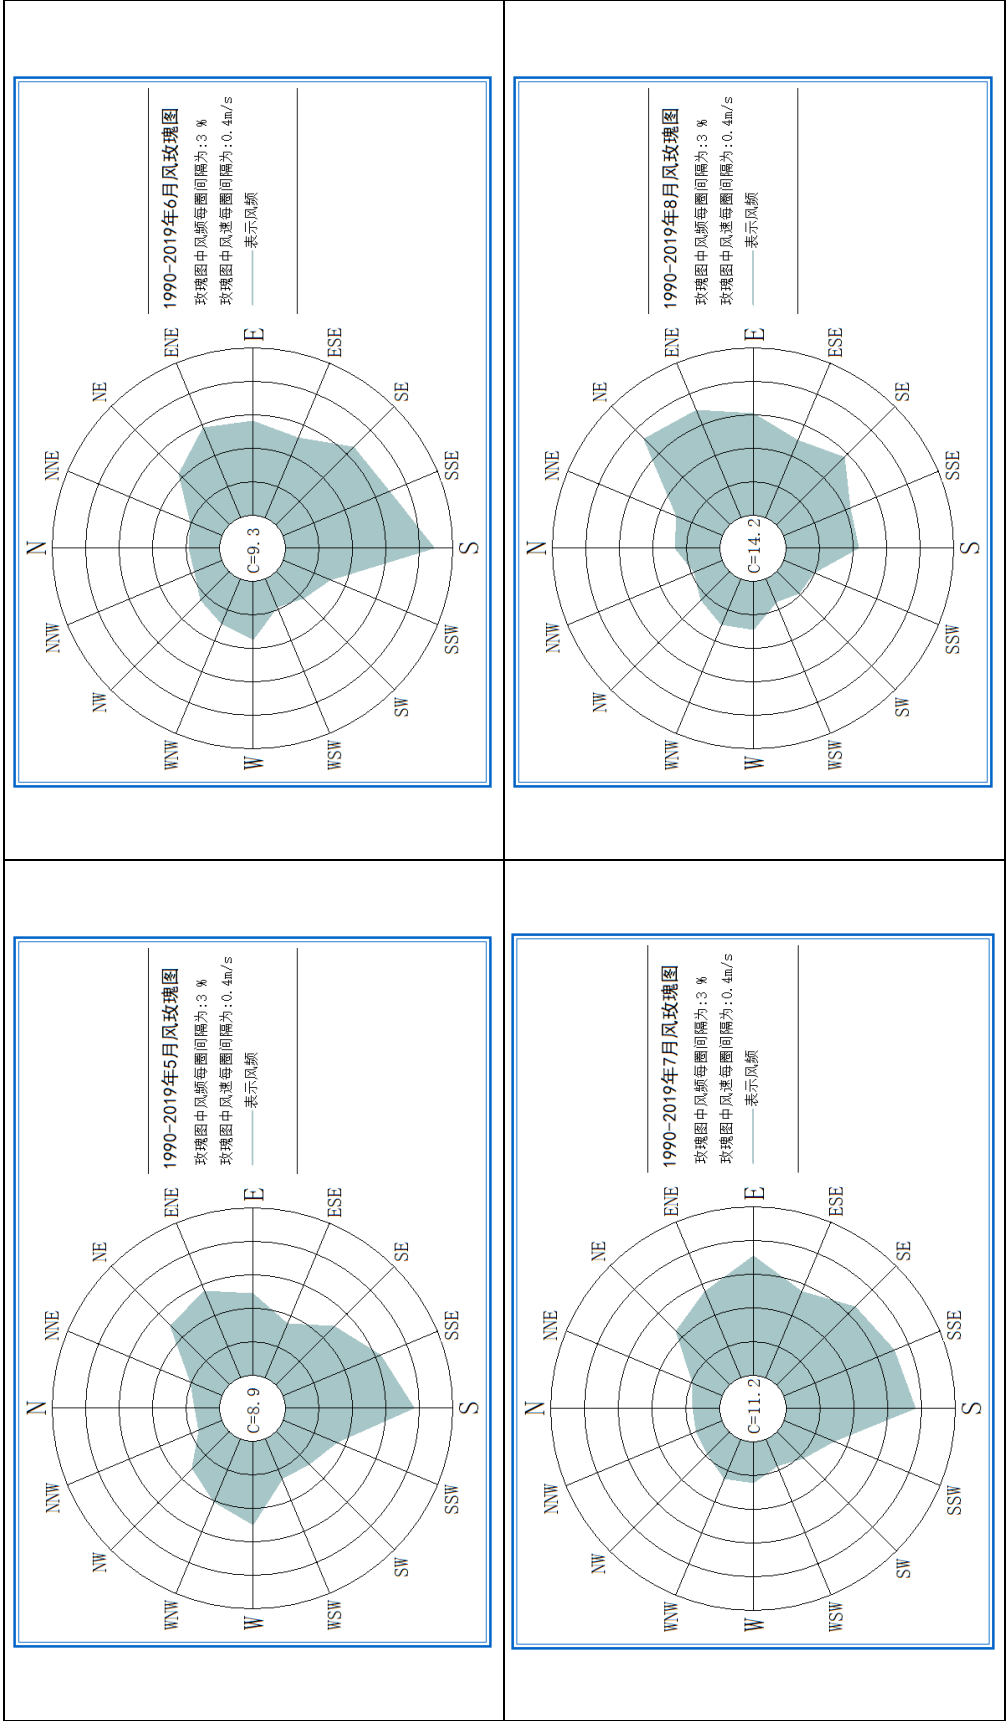 1990-2019年5月风玫瑰图
玫瑰图中风频每圈间隔为:3 %
玫瑰图中风速每圈间隔为:0.4m/s
表示风频
N
NNW
NNE
NW
NE
WNW
ENE
W
C=8.9
E
WSW
ESE
SW
SE
SSW
SSE
S
1990-2019年6月风玫瑰图
玫瑰图中风频每圈间隔为:3 %
玫瑰图中风速每圈间隔为:0.4m/s
表示风频
N
NNW
NNE
NW
NE
WNW
ENE
W
C=9.3
E
WSW
ESE
SW
SE
SSW
SSE
S
1990-2019年7月风玫瑰图
玫瑰图中风频每圈间隔为:3 %
玫瑰图中风速每圈间隔为:0.4m/s
表示风频
N
NNW
NNE
NW
NE
WNW
ENE
W
C=11.2
E
WSW
ESE
SW
SE
SSW
SSE
S
1990-2019年8月风玫瑰图
玫瑰图中风频每圈间隔为:3 %
玫瑰图中风速每圈间隔为:0.4m/s
表示风频
N
NNW
NNE
NW
NE
WNW
ENE
W
C=14.2
E
WSW
ESE
SW
SE
SSW
SSE
S